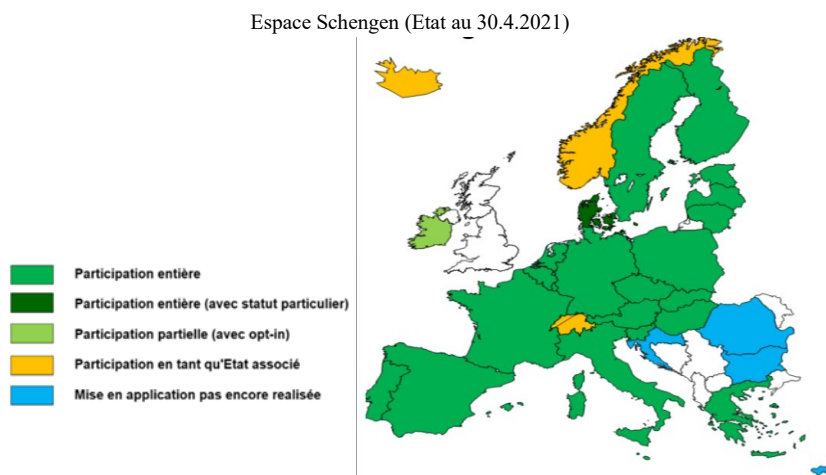 Espace Schengen (Etat au 30.4.2021)
Participation entière
Participation entière (avec statut particulier)
Participation partielle (avec opt-in)
Participation en tant qu'Etat associé
Mise en application pas encore realisée